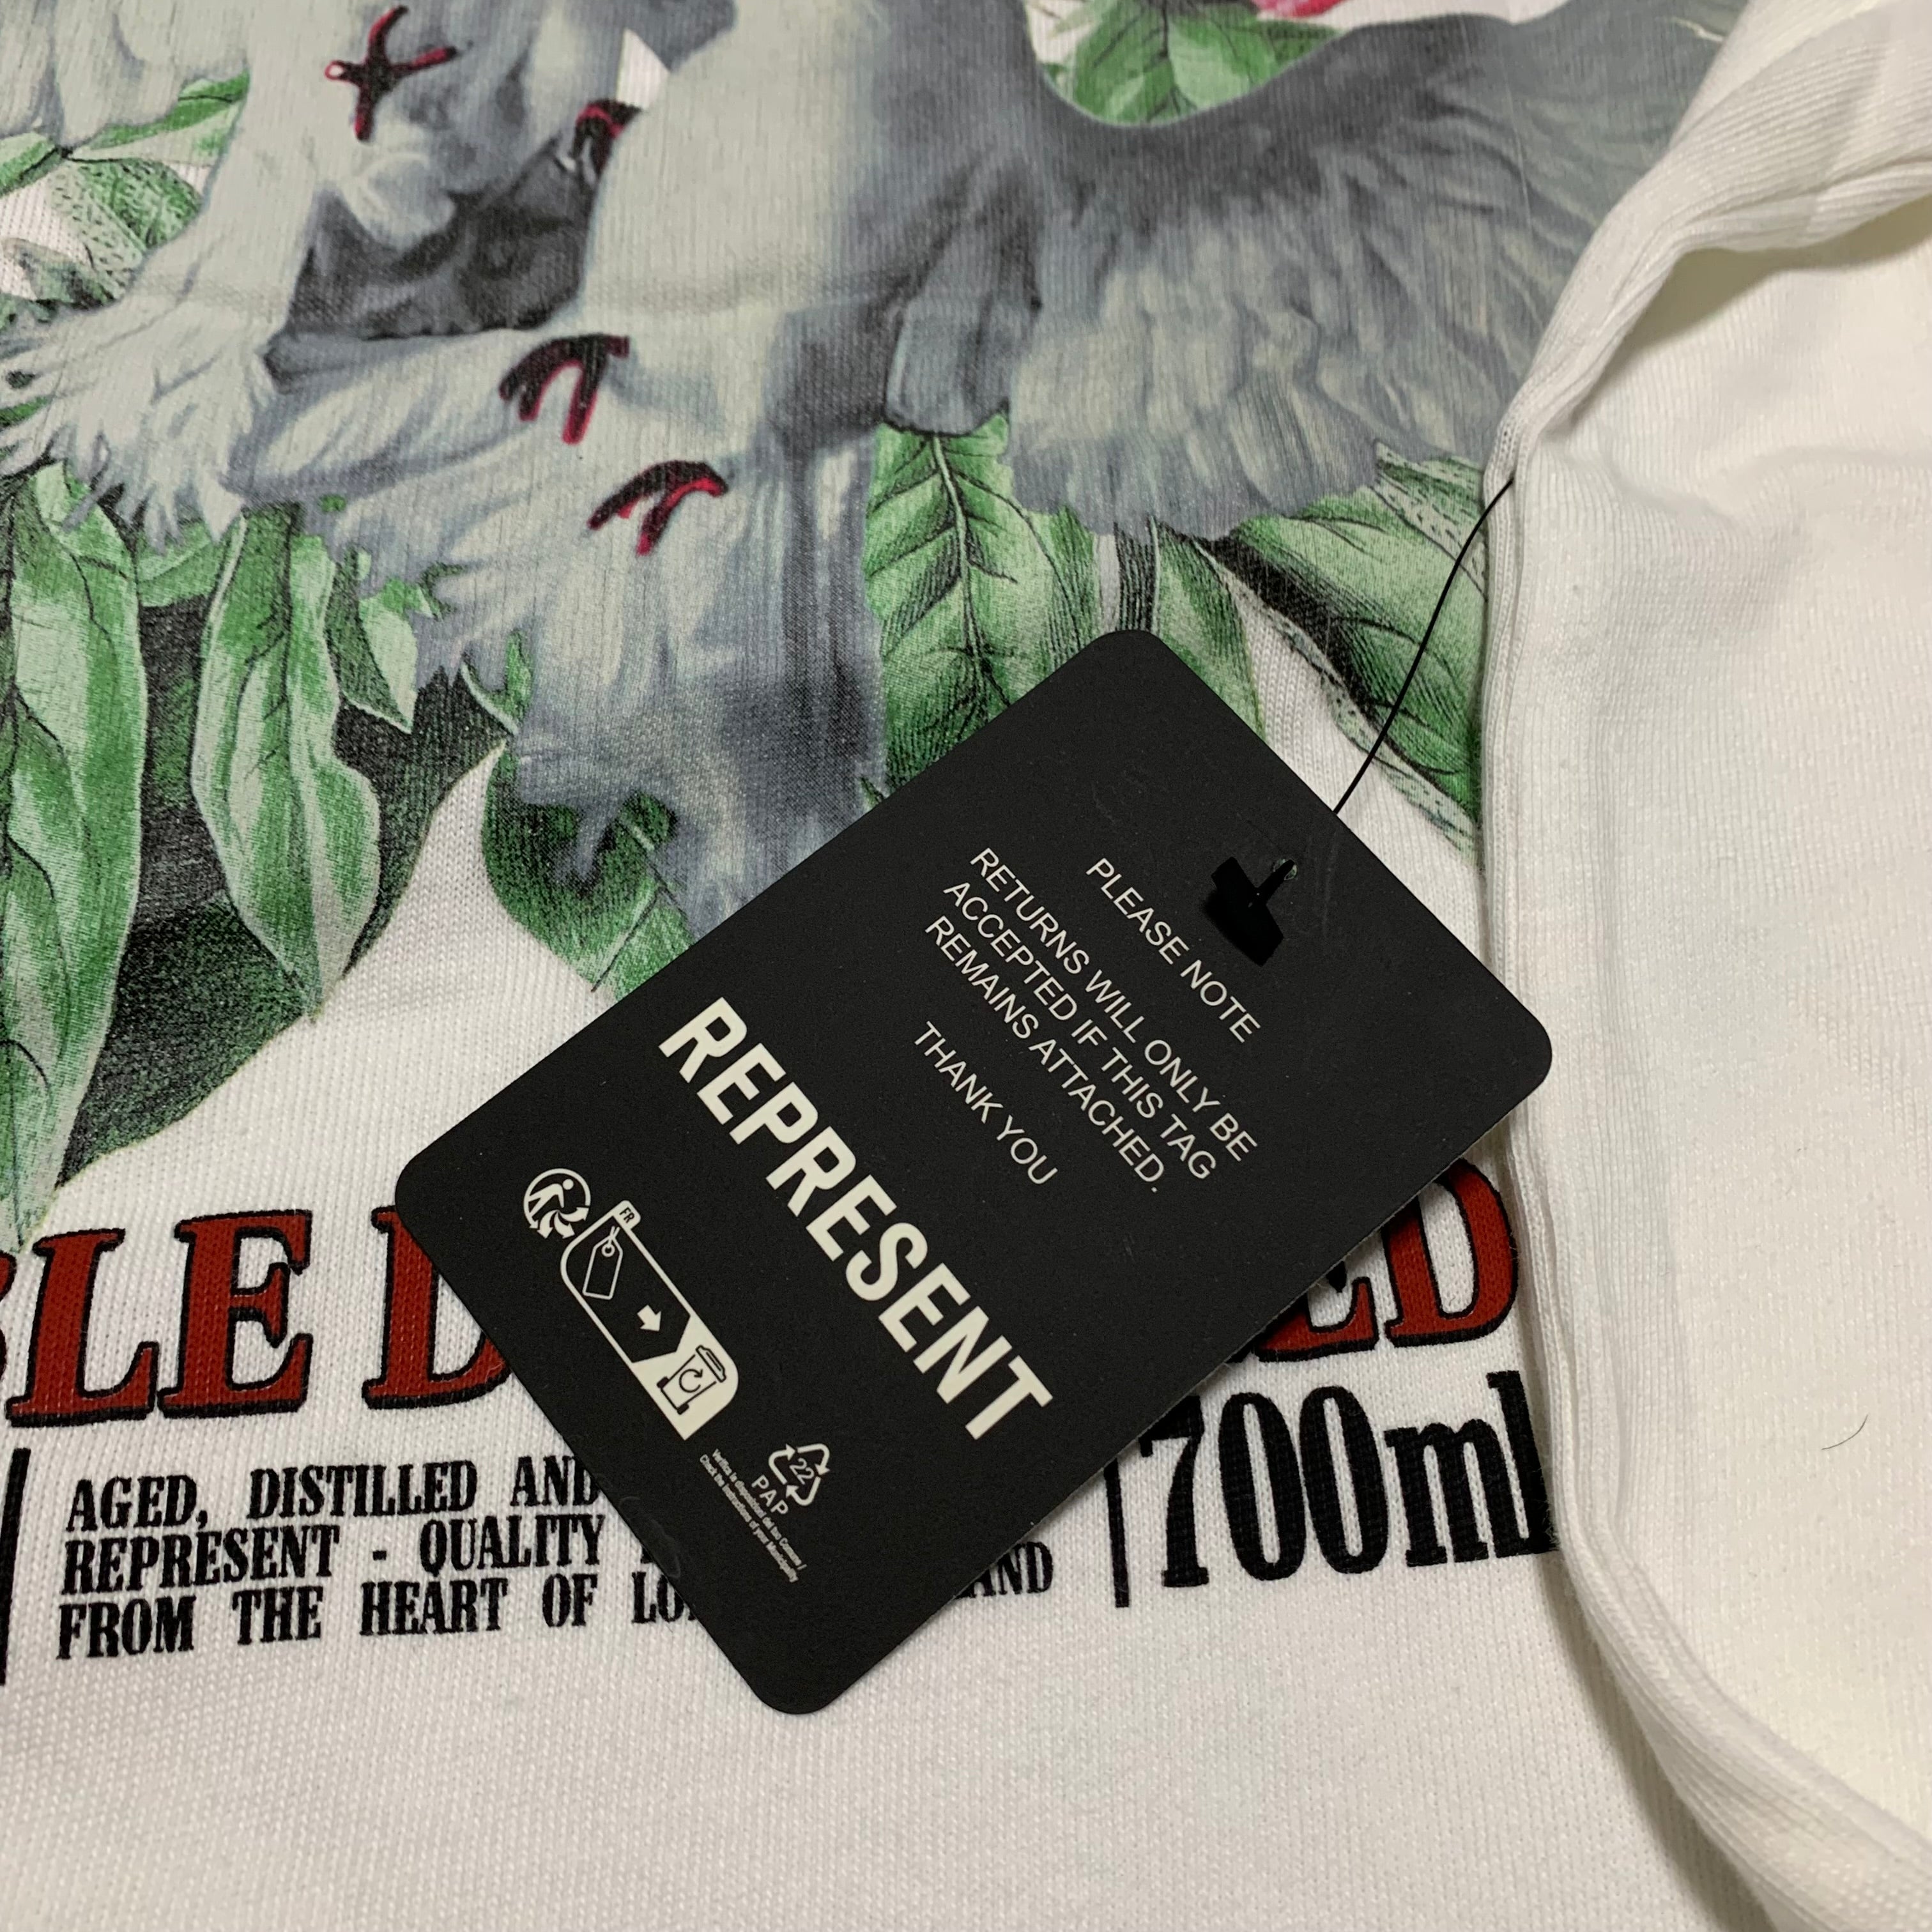 PLEASE NOTE
RETURNS WILL ONLY BE
ACCEPTED IF THIS TAG
REMAINS ATTACHED.
THANK YOU
REPRESENT
FR
22
PAP
BLE D ED
AGED, DISTILLED AND
REPRESENT - QUALITY
FROM THE HEART OF LO AND
700ml